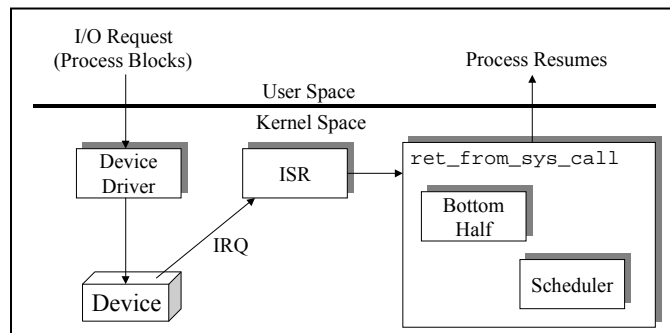 I/O Request
(Process Blocks)
Process Resumes
User Space
Kernel Space
Device
Driver
ISR
ret_from_sys_call
Bottom
Half
IRQ
Scheduler
Device